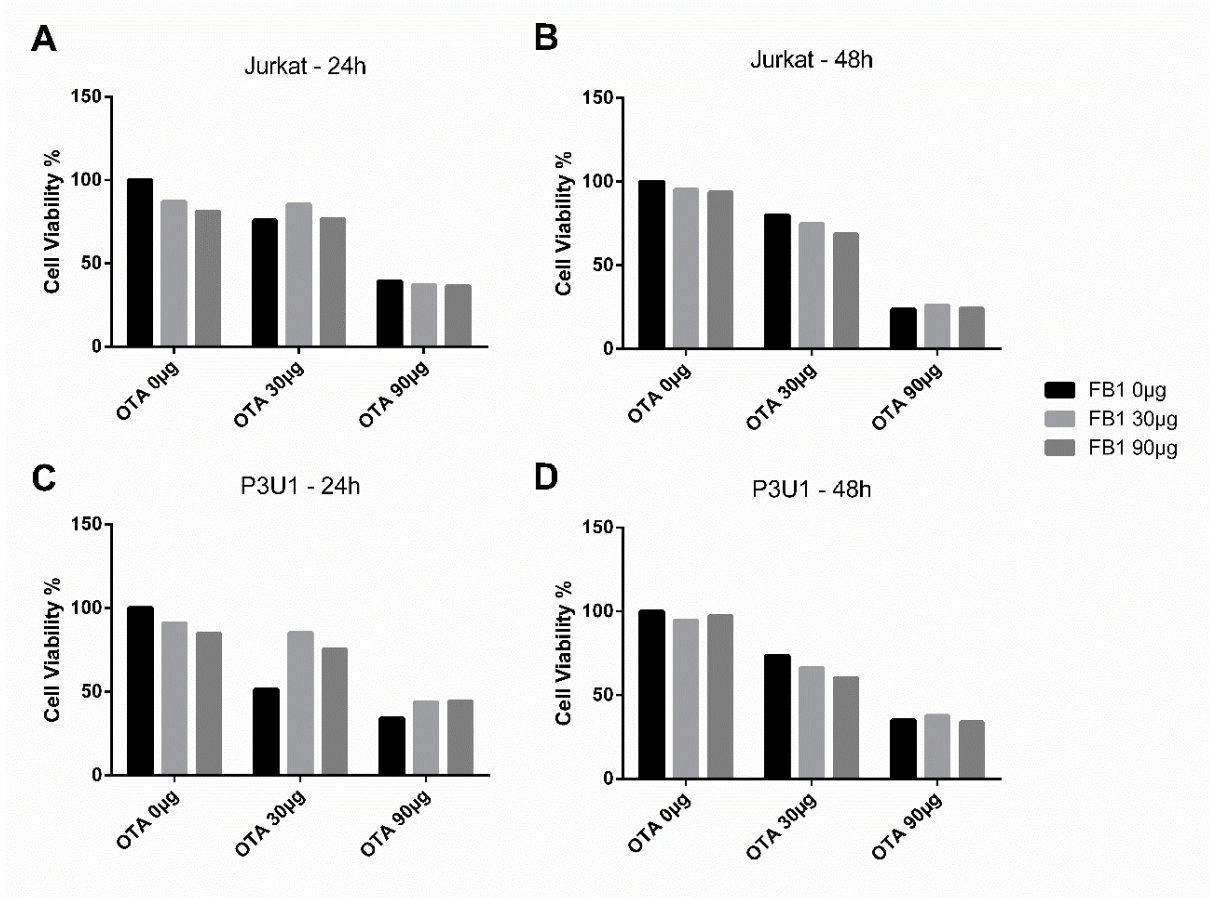 A
Jurkat - 24h
150
100
50
0
Cell Viability %
OTA 0µg
OTA 30µg
OTA 90µg
B
Jurkat - 48h
150
100
50
0
Cell Viability %
OTA 0µg
OTA 30µg
OTA 90µg
FB1 0µg
FB1 30µg
FB1 90µg
C
P3U1 - 24h
150
100
50
0
Cell Viability %
OTA 0µg
OTA 30µg
OTA 90µg
D
P3U1 - 48h
150
100
50
0
Cell Viability %
OTA 0µg
OTA 30µg
OTA 90µg